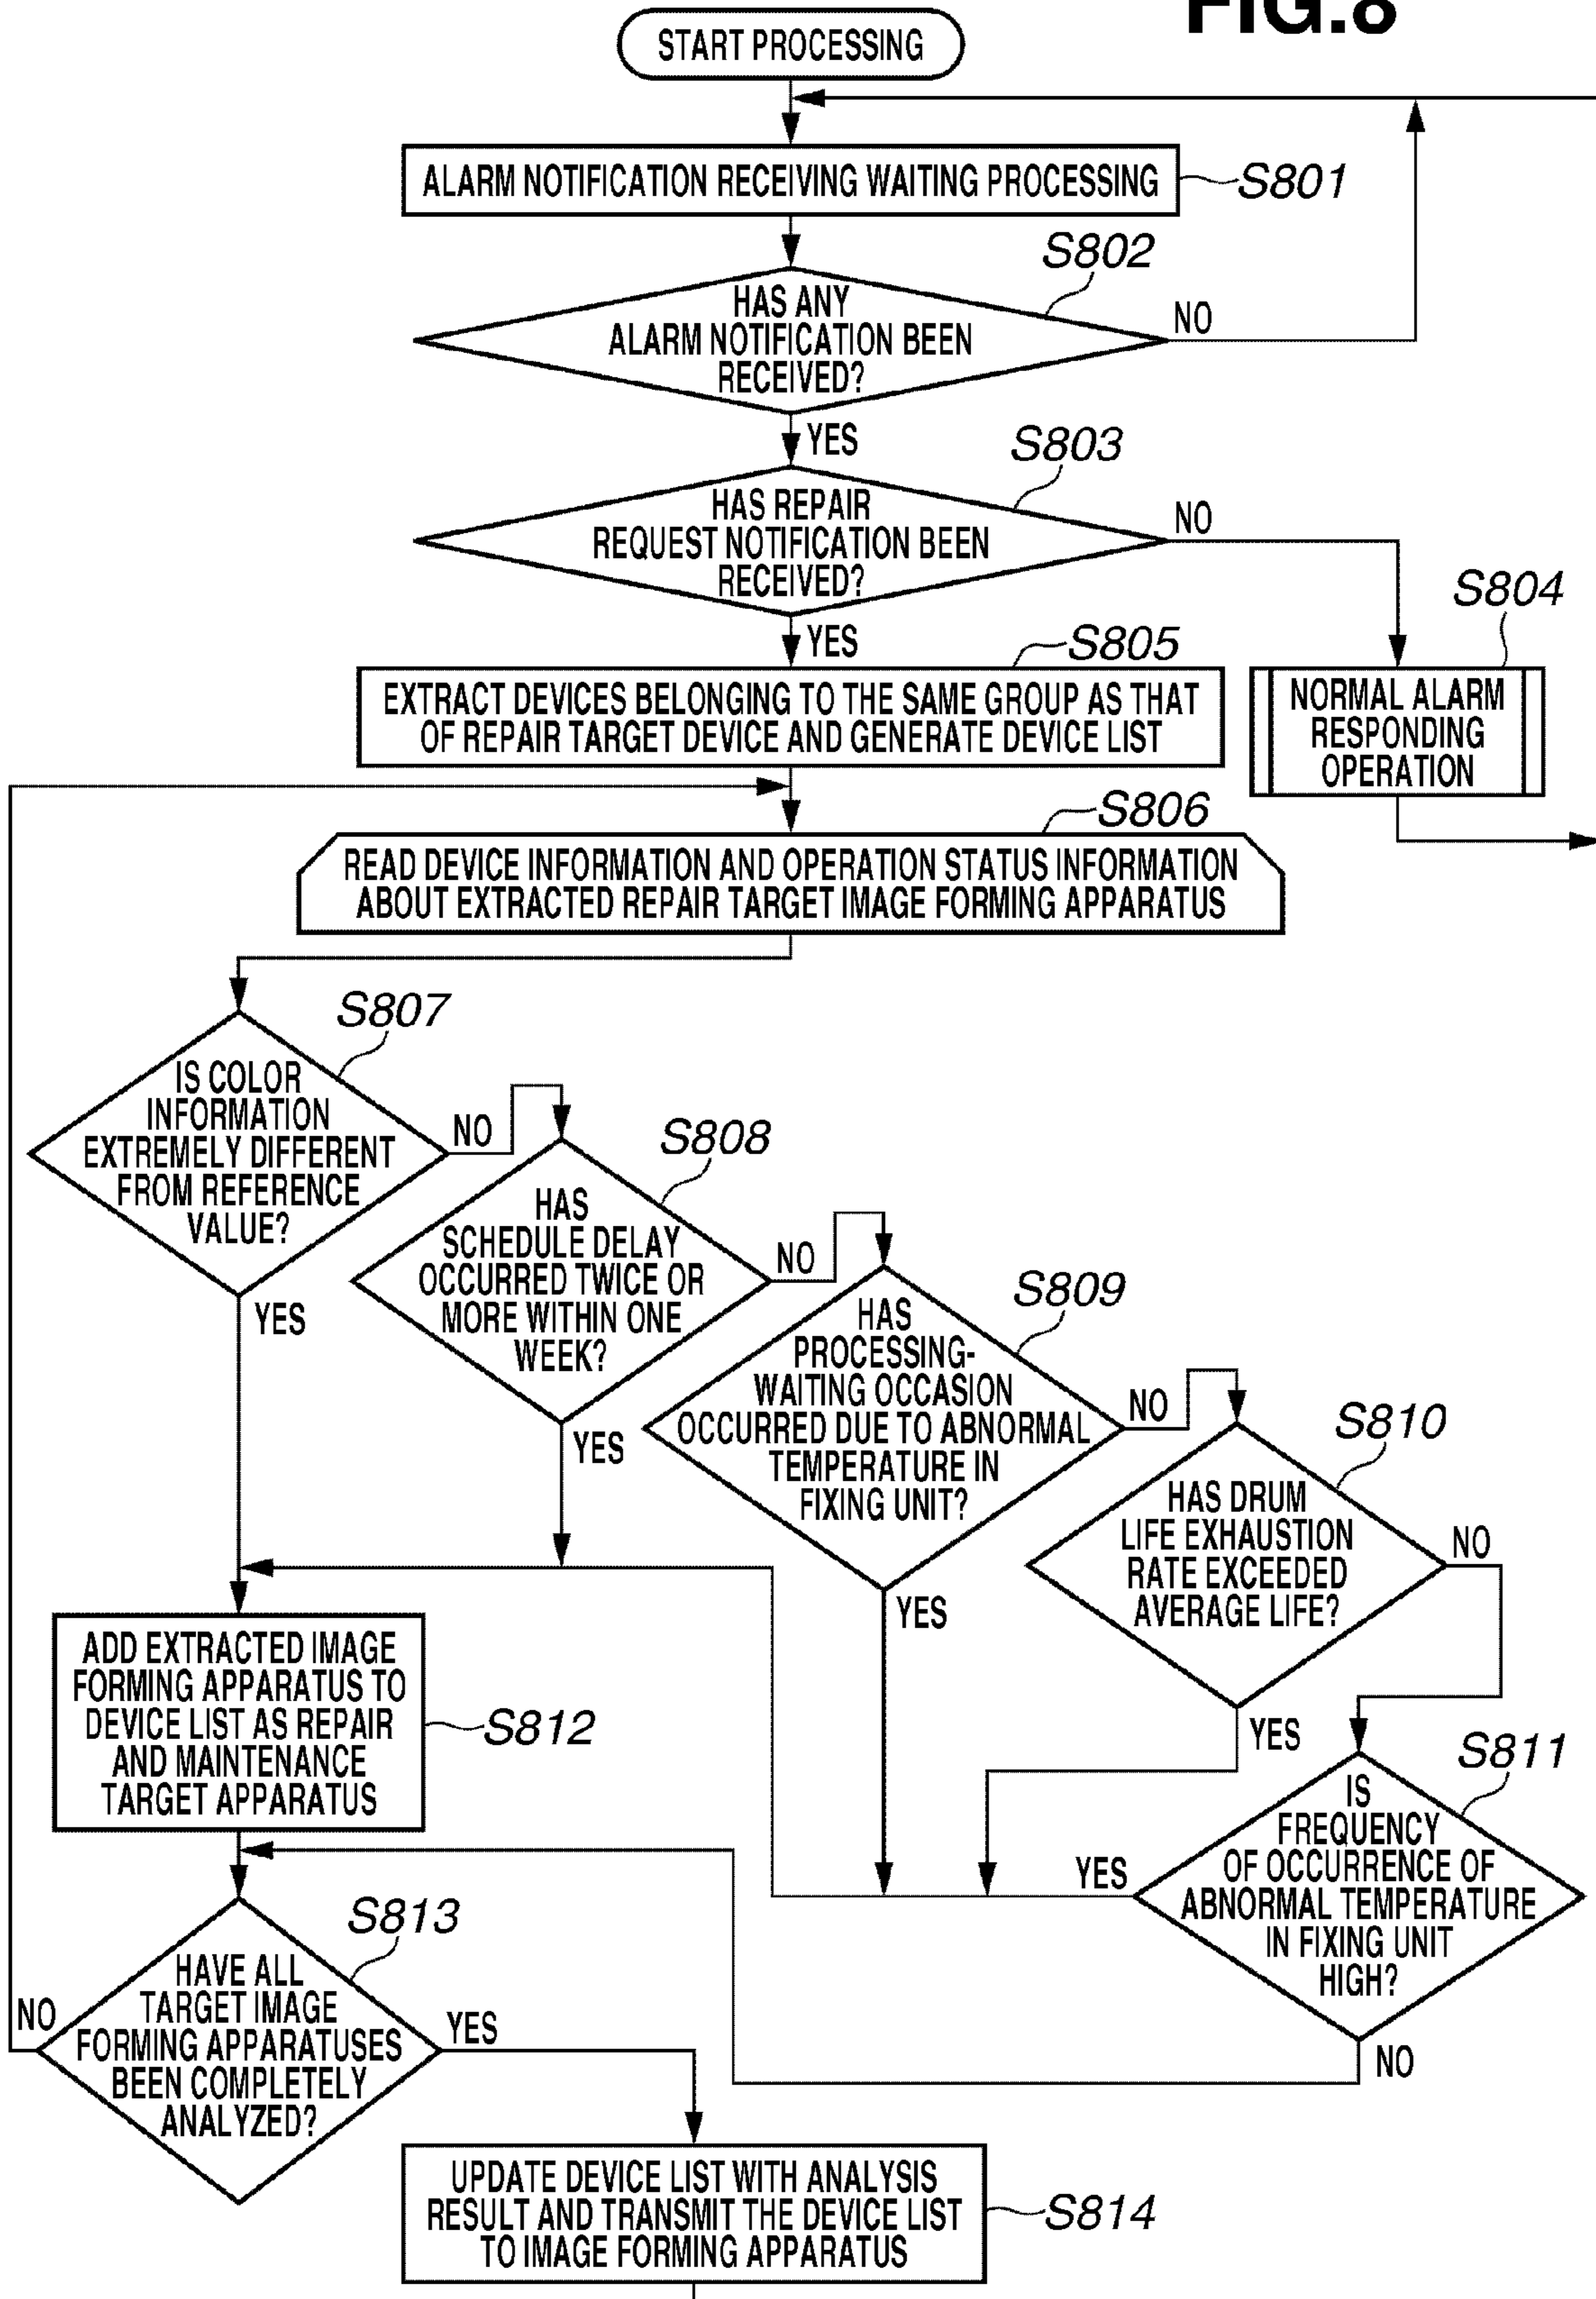 FIG.8
START PROCESSING
ALARM NOTIFICATION RECEIVING WAITING PROCESSING
S801
S802
HAS ANY
ALARM NOTIFICATION BEEN
RECEIVED?
NO
YES
S803
HAS REPAIR
REQUEST NOTIFICATION BEEN
RECEIVED?
NO
YES
S804
NORMAL ALARM
RESPONDING
OPERATION
S805
EXTRACT DEVICES BELONGING TO THE SAME GROUP AS THAT
OF REPAIR TARGET DEVICE AND GENERATE DEVICE LIST
S806
READ DEVICE INFORMATION AND OPERATION STATUS INFORMATION
ABOUT EXTRACTED REPAIR TARGET IMAGE FORMING APPARATUS
S807
IS COLOR
INFORMATION
EXTREMELY DIFFERENT
FROM REFERENCE
VALUE?
NO
YES
S808
HAS
SCHEDULE DELAY
OCCURRED TWICE OR
MORE WITHIN ONE
WEEK?
NO
YES
S809
HAS
PROCESSING-
WAITING OCCASION
OCCURRED DUE TO ABNORMAL
TEMPERATURE IN
FIXING UNIT?
NO
YES
S810
HAS DRUM
LIFE EXHAUSTION
RATE EXCEEDED
AVERAGE LIFE?
NO
YES
S811
IS
FREQUENCY
OF OCCURRENCE OF
ABNORMAL TEMPERATURE
IN FIXING UNIT
HIGH?
YES
NO
ADD EXTRACTED IMAGE
FORMING APPARATUS TO
DEVICE LIST AS REPAIR
AND MAINTENANCE
TARGET APPARATUS
S812
S813
HAVE ALL
TARGET IMAGE
FORMING APPARATUSES
BEEN COMPLETELY
ANALYZED?
NO
YES
UPDATE DEVICE LIST WITH ANALYSIS
RESULT AND TRANSMIT THE DEVICE LIST
TO IMAGE FORMING APPARATUS
S814